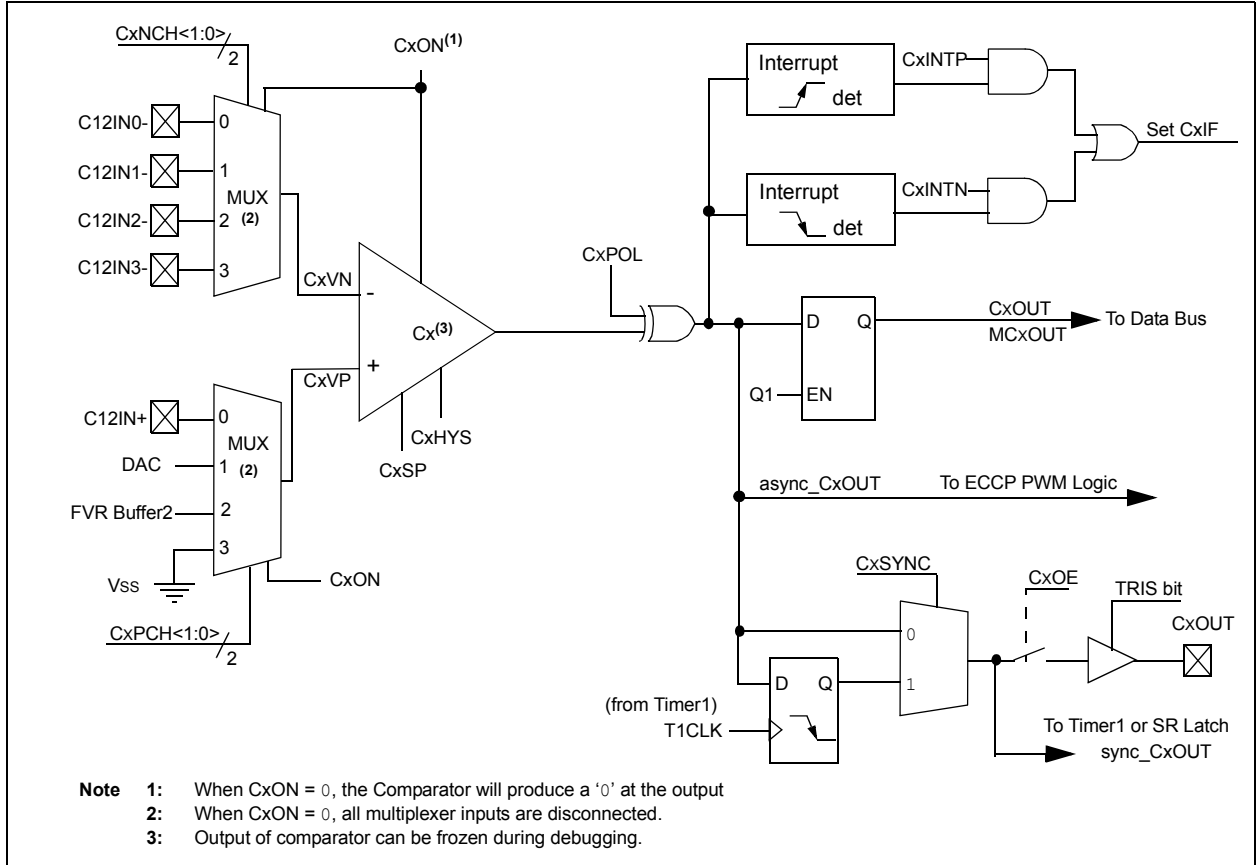 CxNCH<1:0>
2
CxON(1)
C12IN0-
0
C12IN1-
1
MUX
(2)
C12IN2-
2
C12IN3-
3
CxVN
-
Cx(3)
CxVP
+
C12IN+
0
MUX
(2)
DAC
1
FVR Buffer2
2
3
VSS
CxON
CxPCH<1:0>
2
CxHYS
CxSP
CxPOL
Interrupt
det
CxINTP
Interrupt
det
CxINTN
Set CxIF
D
Q
Q1
EN
CxOUT
MCxOUT
To Data Bus
async_CxOUT
To ECCP PWM Logic
CxSYNC
0
1
CxOE
TRIS bit
CxOUT
D
Q
(from Timer1)
T1CLK
To Timer1 or SR Latch
sync_CxOUT
Note 1: When CxON = 0, the Comparator will produce a ‘0’ at the output
2: When CxON = 0, all multiplexer inputs are disconnected.
3: Output of comparator can be frozen during debugging.